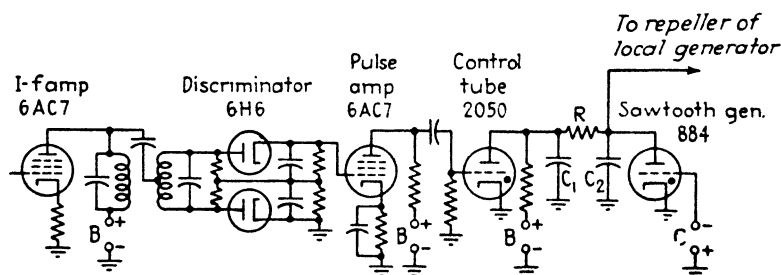 To repeller of
local generator
I-f amp
6AC7
Discriminator
6H6
Pulse
amp
6AC7
Control
tube
2050
R
Sawtooth gen.
884
C₁
C₂
+
B
-
+
B
-
+
B
-
-
C
+